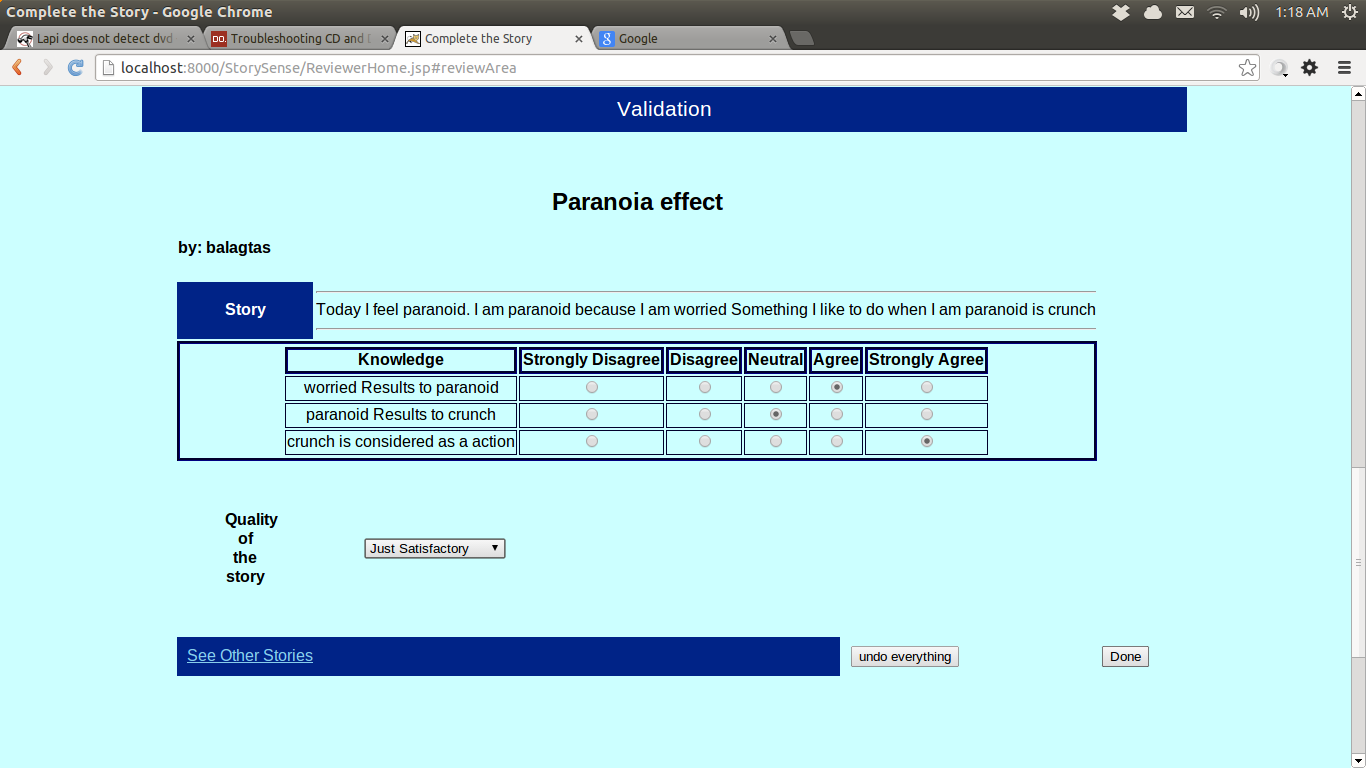 Complete the Story - Google Chrome
1:18 AM
Lapi does not detect dvd
Troubleshooting CD and
Complete the Story
Google
localhost:8000/StorySense/ReviewerHome.jsp#reviewArea
Validation
Paranoia effect
by: balagtas
Story
Today I feel paranoid. I am paranoid because I am worried Something I like to do when I am paranoid is crunch
Knowledge Strongly Disagree Disagree Neutral Agree Strongly Agree
worried Results to paranoid
paranoid Results to crunch
crunch is considered as a action
Quality
of
the
story
Just Satisfactory
See Other Stories
undo everything
Done